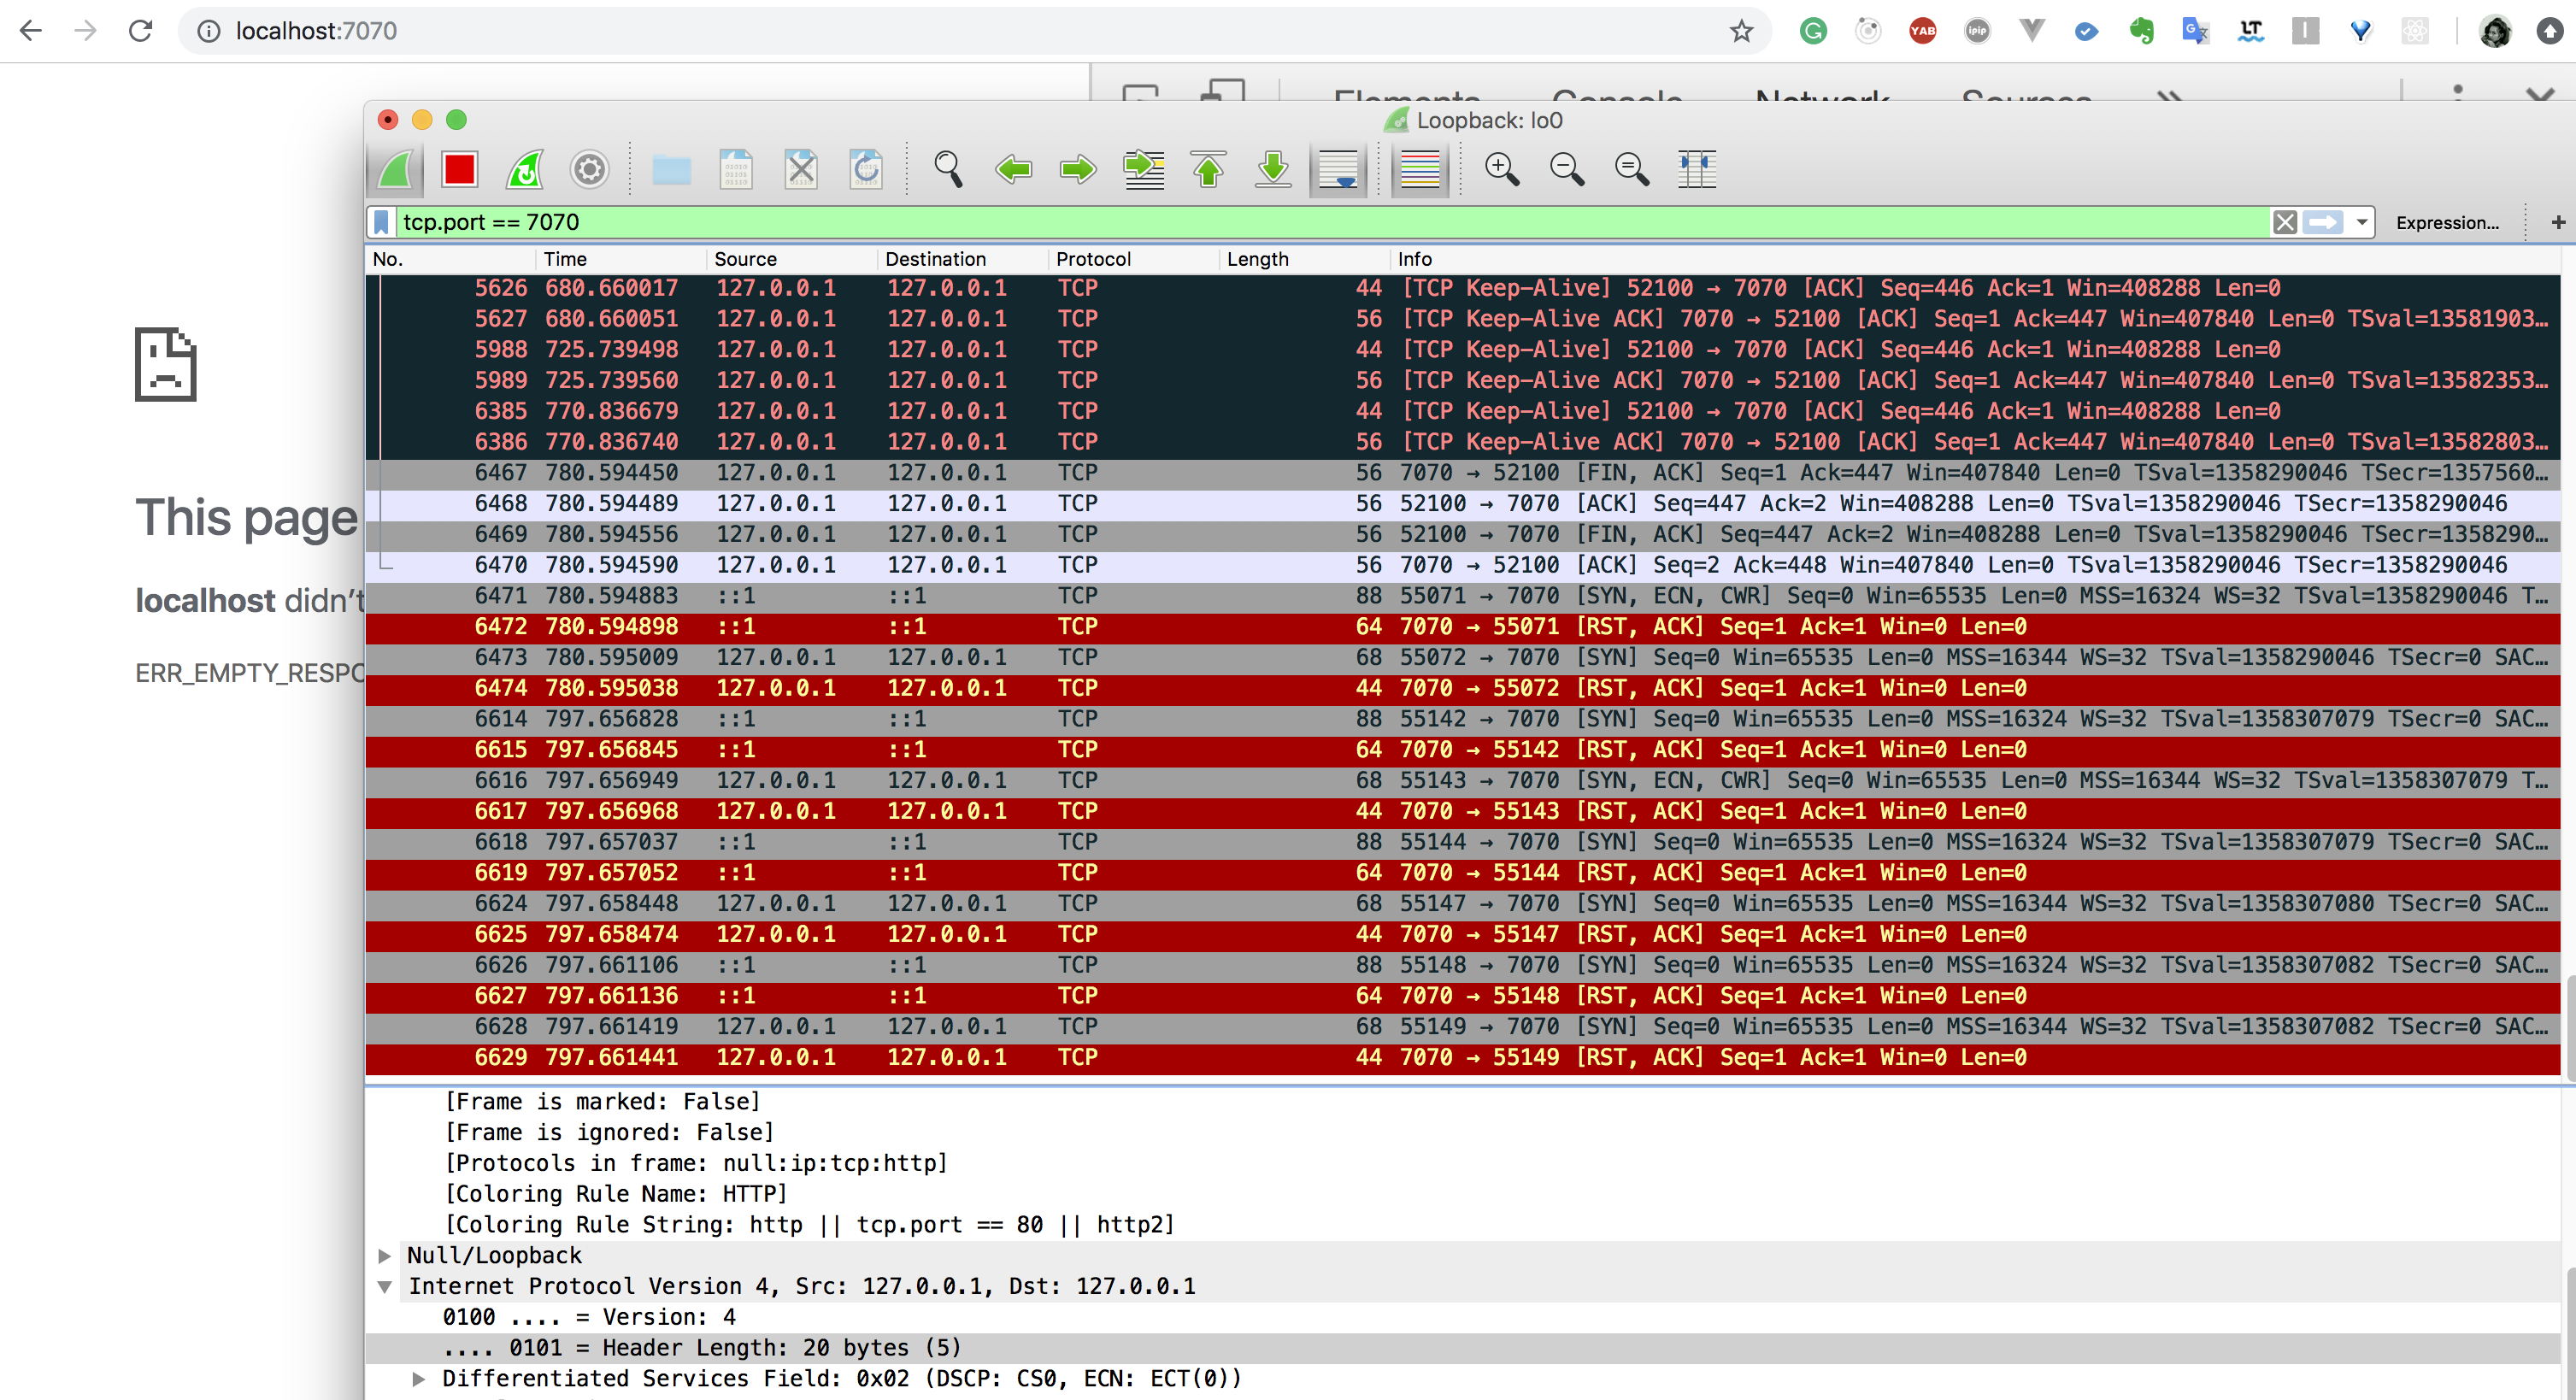 localhost:7070
Elements Console Network Sources »
Loopback: lo0
tcp.port == 7070
Expression… +
No. Time Source Destination Protocol Length Info
5626 680.660017 127.0.0.1 127.0.0.1 TCP 44 [TCP Keep-Alive] 52100 → 7070 [ACK] Seq=446 Ack=1 Win=408288 Len=0
5627 680.660051 127.0.0.1 127.0.0.1 TCP 56 [TCP Keep-Alive ACK] 7070 → 52100 [ACK] Seq=1 Ack=447 Win=407840 Len=0 TSval=13581903…
5988 725.739498 127.0.0.1 127.0.0.1 TCP 44 [TCP Keep-Alive] 52100 → 7070 [ACK] Seq=446 Ack=1 Win=408288 Len=0
5989 725.739560 127.0.0.1 127.0.0.1 TCP 56 [TCP Keep-Alive ACK] 7070 → 52100 [ACK] Seq=1 Ack=447 Win=407840 Len=0 TSval=13582353…
6385 770.836679 127.0.0.1 127.0.0.1 TCP 44 [TCP Keep-Alive] 52100 → 7070 [ACK] Seq=446 Ack=1 Win=408288 Len=0
6386 770.836740 127.0.0.1 127.0.0.1 TCP 56 [TCP Keep-Alive ACK] 7070 → 52100 [ACK] Seq=1 Ack=447 Win=407840 Len=0 TSval=13582803…
6467 780.594450 127.0.0.1 127.0.0.1 TCP 56 7070 → 52100 [FIN, ACK] Seq=1 Ack=447 Win=407840 Len=0 TSval=1358290046 TSecr=1357560…
6468 780.594489 127.0.0.1 127.0.0.1 TCP 56 52100 → 7070 [ACK] Seq=447 Ack=2 Win=408288 Len=0 TSval=1358290046 TSecr=1358290046
6469 780.594556 127.0.0.1 127.0.0.1 TCP 56 52100 → 7070 [FIN, ACK] Seq=447 Ack=2 Win=408288 Len=0 TSval=1358290046 TSecr=1358290…
6470 780.594590 127.0.0.1 127.0.0.1 TCP 56 7070 → 52100 [ACK] Seq=2 Ack=448 Win=407840 Len=0 TSval=1358290046 TSecr=1358290046
6471 780.594883 ::1 ::1 TCP 88 55071 → 7070 [SYN, ECN, CWR] Seq=0 Win=65535 Len=0 MSS=16324 WS=32 TSval=1358290046 T…
6472 780.594898 ::1 ::1 TCP 64 7070 → 55071 [RST, ACK] Seq=1 Ack=1 Win=0 Len=0
6473 780.595009 127.0.0.1 127.0.0.1 TCP 68 55072 → 7070 [SYN] Seq=0 Win=65535 Len=0 MSS=16344 WS=32 TSval=1358290046 TSecr=0 SAC…
6474 780.595038 127.0.0.1 127.0.0.1 TCP 44 7070 → 55072 [RST, ACK] Seq=1 Ack=1 Win=0 Len=0
6614 797.656828 ::1 ::1 TCP 88 55142 → 7070 [SYN] Seq=0 Win=65535 Len=0 MSS=16324 WS=32 TSval=1358307079 TSecr=0 SAC…
6615 797.656845 ::1 ::1 TCP 64 7070 → 55142 [RST, ACK] Seq=1 Ack=1 Win=0 Len=0
6616 797.656949 127.0.0.1 127.0.0.1 TCP 68 55143 → 7070 [SYN, ECN, CWR] Seq=0 Win=65535 Len=0 MSS=16344 WS=32 TSval=1358307079 T…
6617 797.656968 127.0.0.1 127.0.0.1 TCP 44 7070 → 55143 [RST, ACK] Seq=1 Ack=1 Win=0 Len=0
6618 797.657037 ::1 ::1 TCP 88 55144 → 7070 [SYN] Seq=0 Win=65535 Len=0 MSS=16324 WS=32 TSval=1358307079 TSecr=0 SAC…
6619 797.657052 ::1 ::1 TCP 64 7070 → 55144 [RST, ACK] Seq=1 Ack=1 Win=0 Len=0
6624 797.658448 127.0.0.1 127.0.0.1 TCP 68 55147 → 7070 [SYN] Seq=0 Win=65535 Len=0 MSS=16344 WS=32 TSval=1358307080 TSecr=0 SAC…
6625 797.658474 127.0.0.1 127.0.0.1 TCP 44 7070 → 55147 [RST, ACK] Seq=1 Ack=1 Win=0 Len=0
6626 797.661106 ::1 ::1 TCP 88 55148 → 7070 [SYN] Seq=0 Win=65535 Len=0 MSS=16324 WS=32 TSval=1358307082 TSecr=0 SAC…
6627 797.661136 ::1 ::1 TCP 64 7070 → 55148 [RST, ACK] Seq=1 Ack=1 Win=0 Len=0
6628 797.661419 127.0.0.1 127.0.0.1 TCP 68 55149 → 7070 [SYN] Seq=0 Win=65535 Len=0 MSS=16344 WS=32 TSval=1358307082 TSecr=0 SAC…
6629 797.661441 127.0.0.1 127.0.0.1 TCP 44 7070 → 55149 [RST, ACK] Seq=1 Ack=1 Win=0 Len=0
This page
localhost didn't
ERR_EMPTY_RESPO
[Frame is marked: False]
[Frame is ignored: False]
[Protocols in frame: null:ip:tcp:http]
[Coloring Rule Name: HTTP]
[Coloring Rule String: http || tcp.port == 80 || http2]
Null/Loopback
Internet Protocol Version 4, Src: 127.0.0.1, Dst: 127.0.0.1
0100 .... = Version: 4
.... 0101 = Header Length: 20 bytes (5)
Differentiated Services Field: 0x02 (DSCP: CS0, ECN: ECT(0))